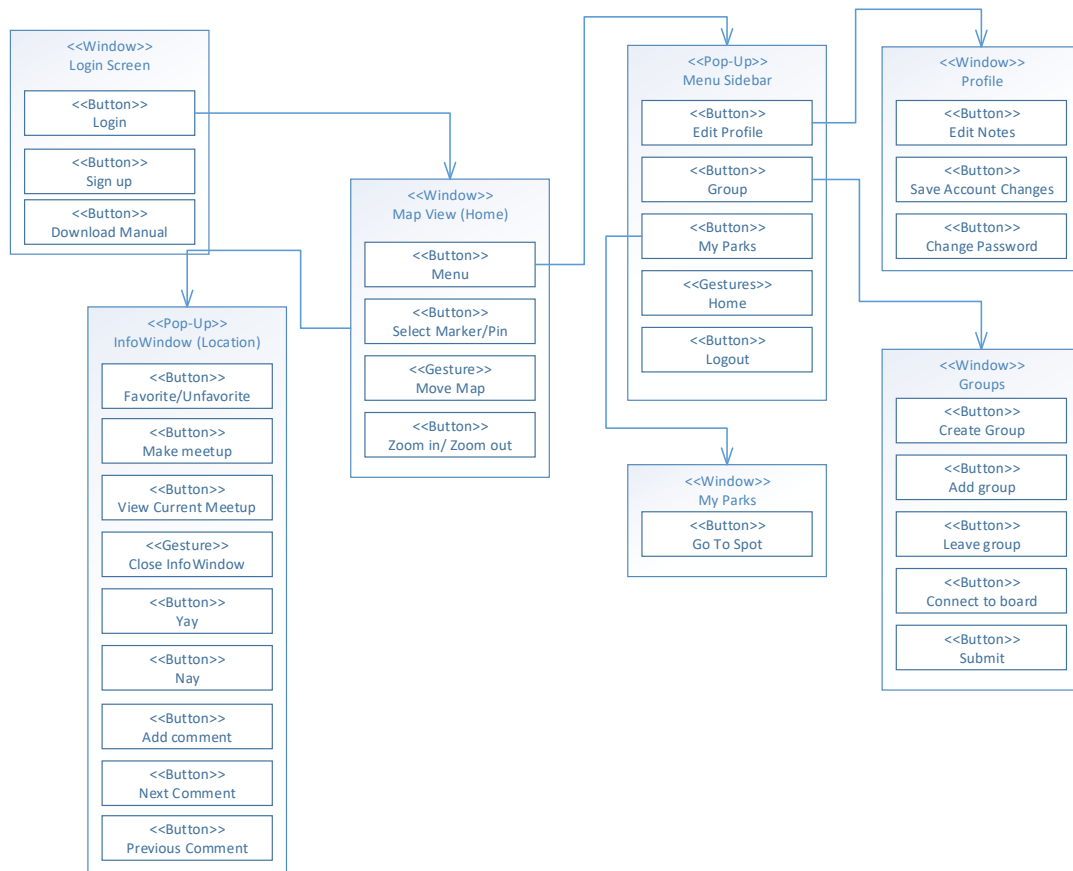 <<Window>>
Login Screen
<<Button>>
Login
<<Button>>
Sign up
<<Button>>
Download Manual
<<Window>>
Map View (Home)
<<Button>>
Menu
<<Button>>
Select Marker/Pin
<<Gesture>>
Move Map
<<Button>>
Zoom in/ Zoom out
<<Pop-Up>>
InfoWindow (Location)
<<Button>>
Favorite/Unfavorite
<<Button>>
Make meetup
<<Button>>
View Current Meetup
<<Gesture>>
Close InfoWindow
<<Button>>
Yay
<<Button>>
Nay
<<Button>>
Add comment
<<Button>>
Next Comment
<<Button>>
Previous Comment
<<Pop-Up>>
Menu Sidebar
<<Button>>
Edit Profile
<<Button>>
Group
<<Button>>
My Parks
<<Gestures>>
Home
<<Button>>
Logout
<<Window>>
My Parks
<<Button>>
Go To Spot
<<Window>>
Profile
<<Button>>
Edit Notes
<<Button>>
Save Account Changes
<<Button>>
Change Password
<<Window>>
Groups
<<Button>>
Create Group
<<Button>>
Add group
<<Button>>
Leave group
<<Button>>
Connect to board
<<Button>>
Submit